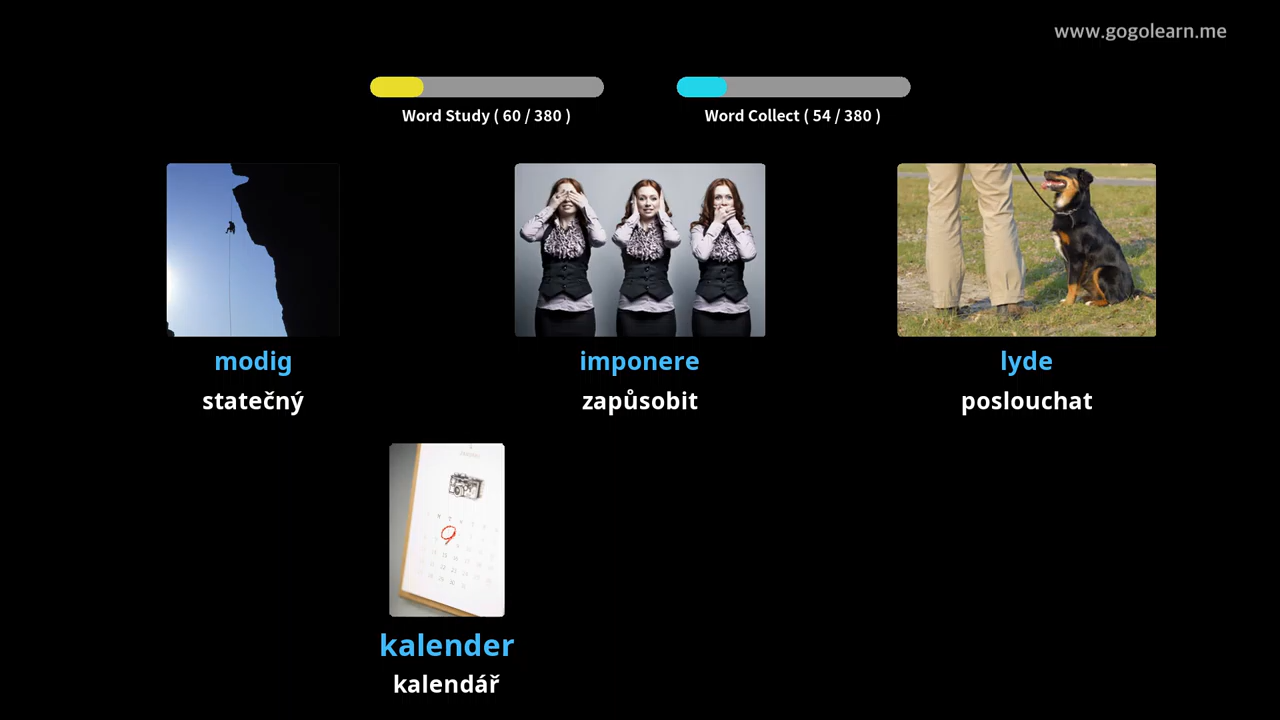 www.gogolearn.me
Word Study ( 60 / 380 )
Word Collect ( 54 / 380 )
modig
statečný
imponere
zapůsobit
lyde
poslouchat
kalender
kalendář